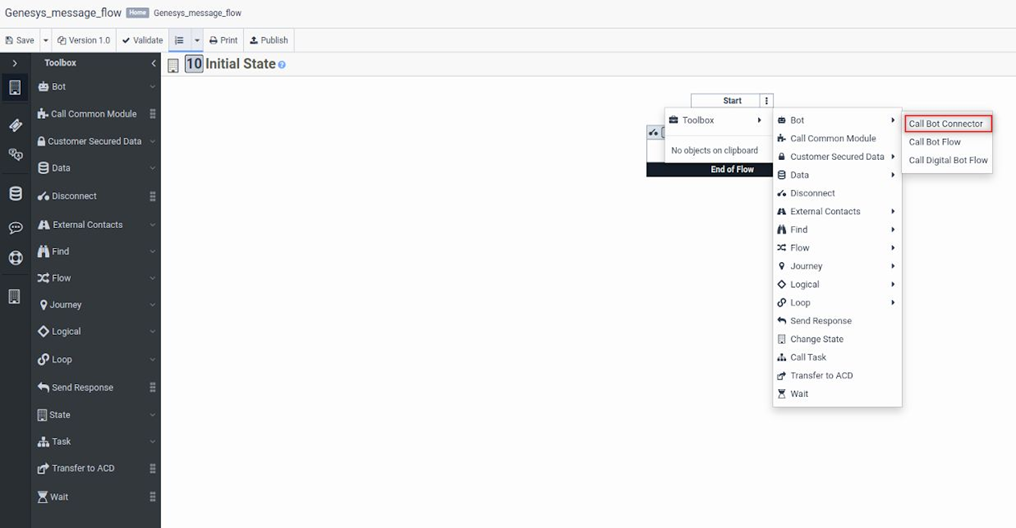 Genesys_message_flow Home Genesys_message_flow
Save Version 1.0 Validate Print Publish
Toolbox
Bot
Call Common Module
Customer Secured Data
Data
Disconnect
External Contacts
Find
Flow
Journey
Logical
Loop
Send Response
State
Task
Transfer to ACD
Wait
10 Initial State
Start
Toolbox
No objects on clipboard
End of Flow
Bot
Call Common Module
Customer Secured Data
Data
Disconnect
External Contacts
Find
Flow
Journey
Logical
Loop
Send Response
Change State
Call Task
Transfer to ACD
Wait
Call Bot Connector
Call Bot Flow
Call Digital Bot Flow